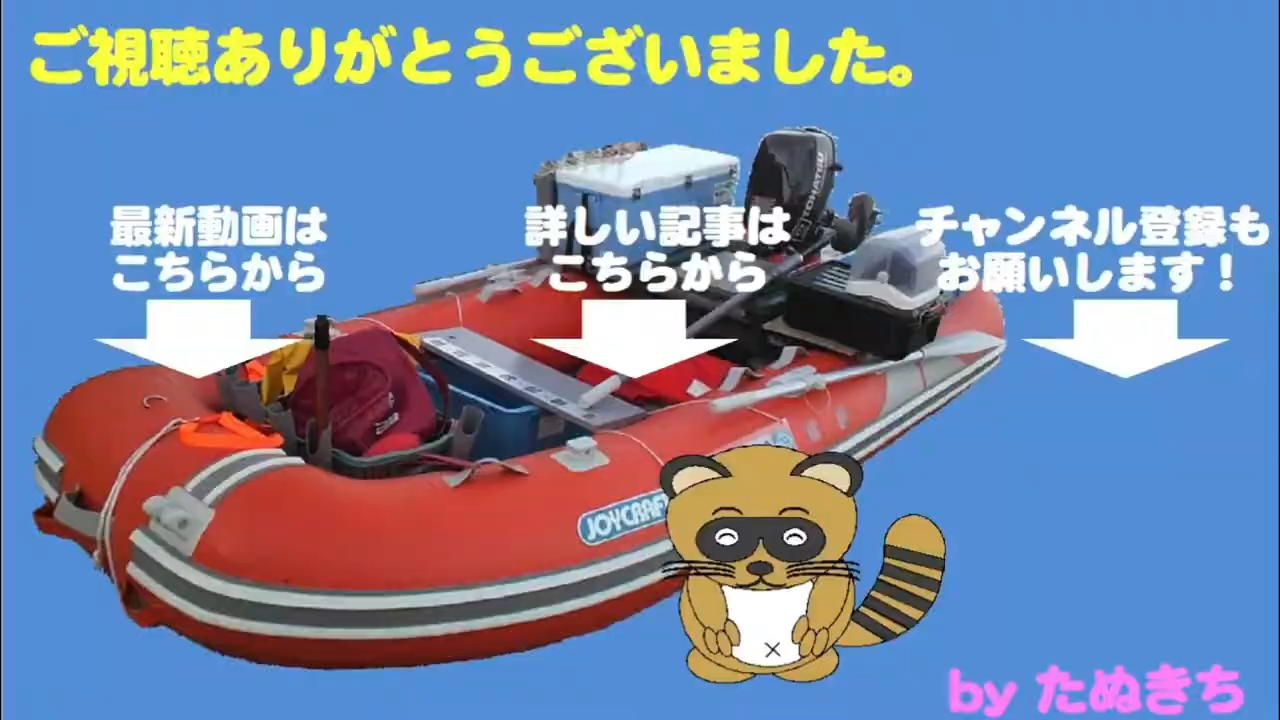 ご視聴ありがとうございました。
最新動画は
こちらから
詳しい記事は
こちらから
チャンネル登録も
お願いします！
TOHATSU
JOYCRAFT
by たぬきち